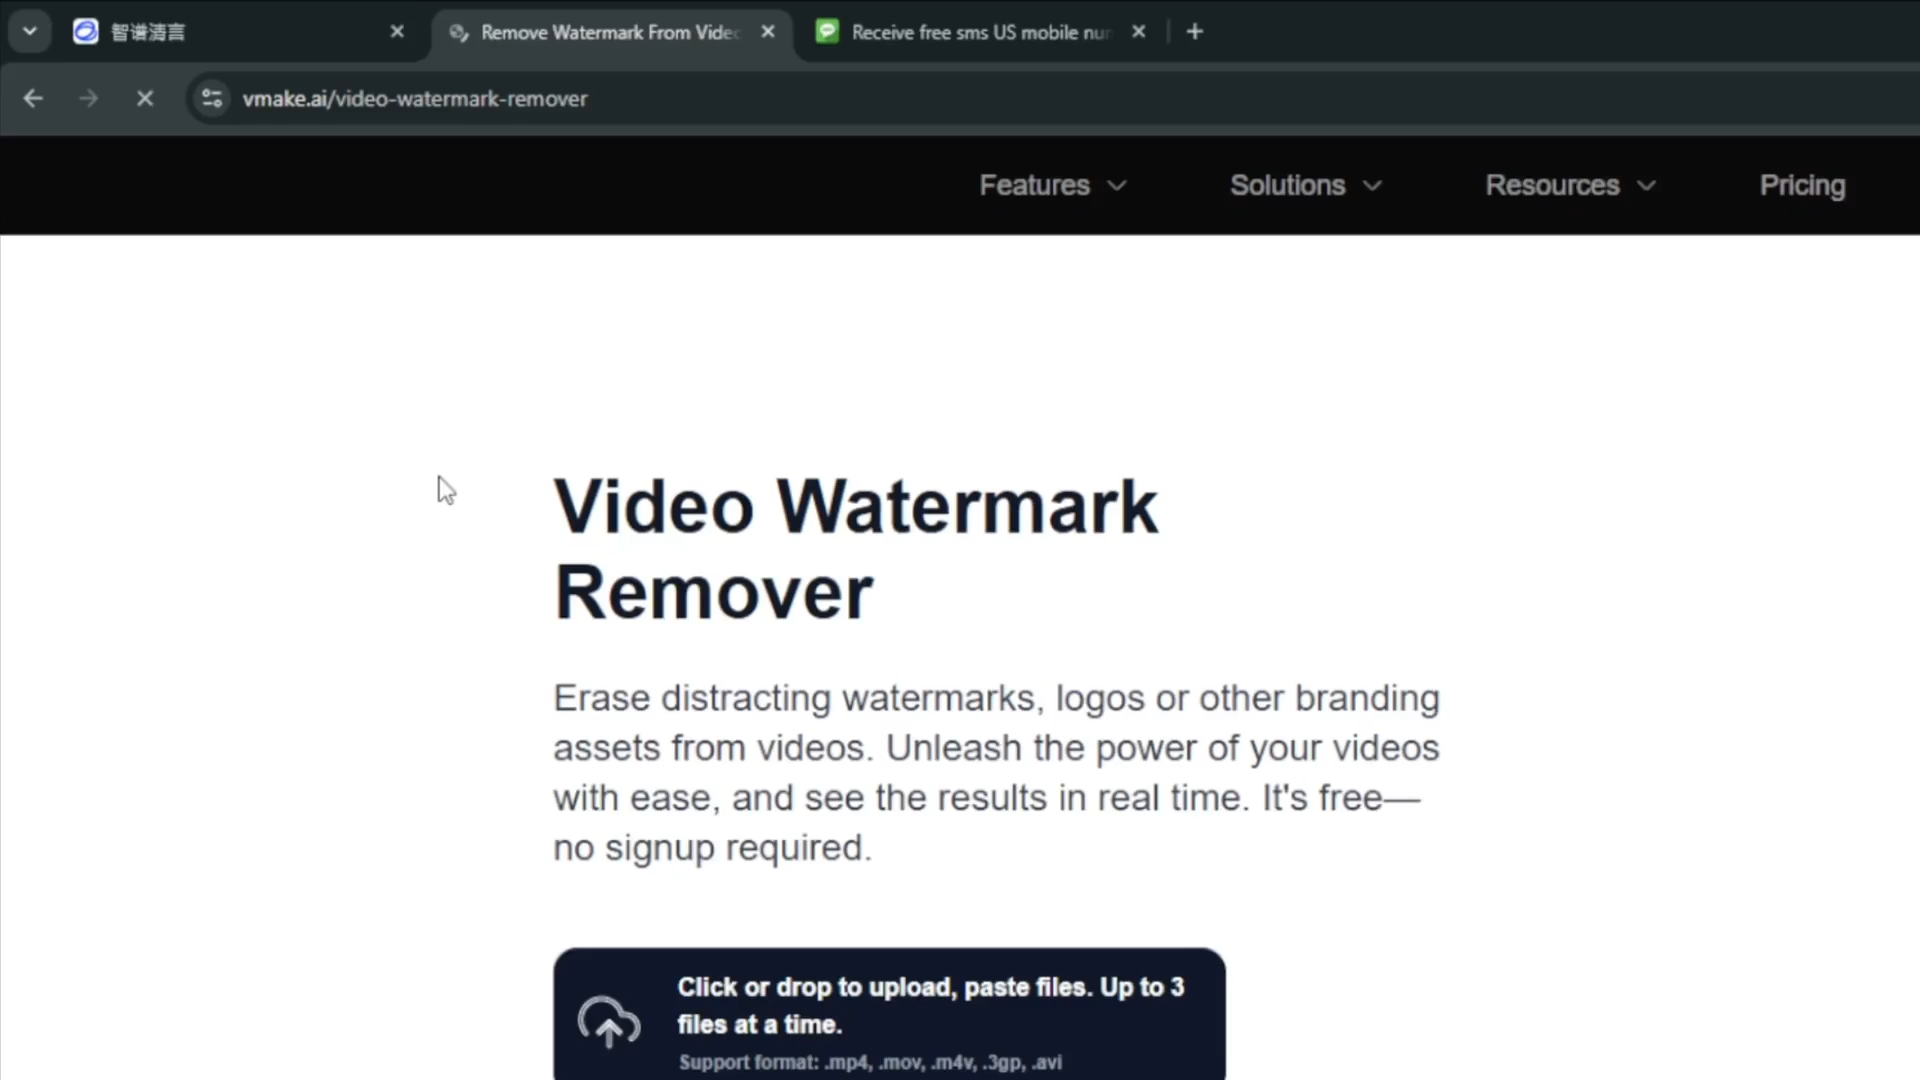 智谱清言
Remove Watermark From Vide
Receive free sms US mobile nu
vmake.ai/video-watermark-remover
Features
Solutions
Resources
Pricing
Video Watermark
Remover
Erase distracting watermarks, logos or other branding
assets from videos. Unleash the power of your videos
with ease, and see the results in real time. It's free—
no signup required.
Click or drop to upload, paste files. Up to 3
files at a time.
Support format: .mp4, .mov, .m4v, .3gp, .avi